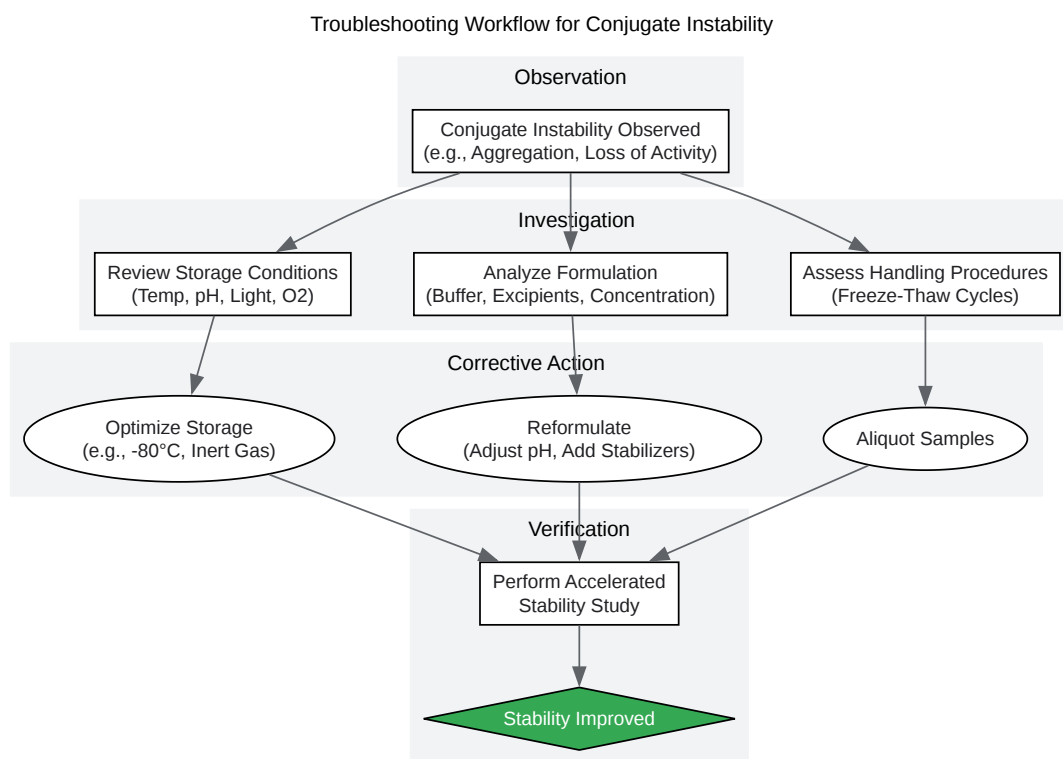 Troubleshooting Workflow for Conjugate Instability
Observation
Conjugate Instability Observed
(e.g., Aggregation, Loss of Activity)
Investigation
Review Storage Conditions
(Temp, pH, Light, O2)
Analyze Formulation
(Buffer, Excipients, Concentration)
Assess Handling Procedures
(Freeze-Thaw Cycles)
Corrective Action
Optimize Storage
(e.g., -80°C, Inert Gas)
Reformulate
(Adjust pH, Add Stabilizers)
Aliquot Samples
Verification
Perform Accelerated
Stability Study
Stability Improved